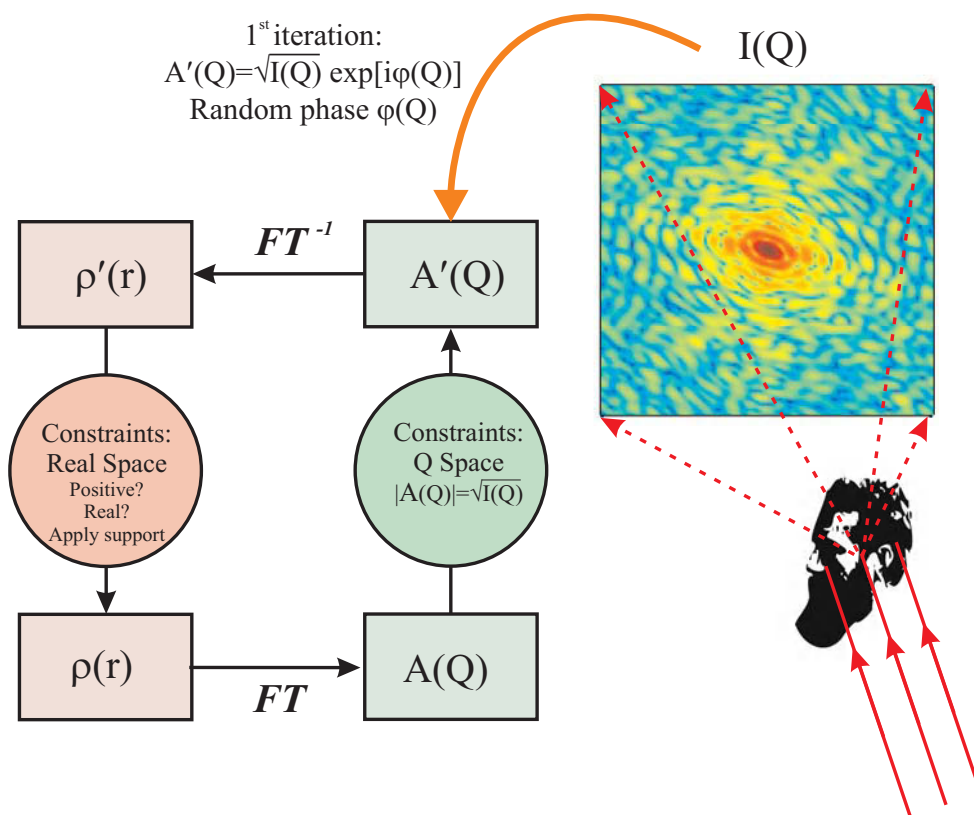 1st iteration:
A′(Q)=√I(Q) exp[iφ(Q)]
Random phase φ(Q)
I(Q)
FT -1
ρ′(r)
A′(Q)
Constraints:
Real Space
Positive?
Real?
Apply support
Constraints:
Q Space
|A(Q)|=√I(Q)
ρ(r)
A(Q)
FT